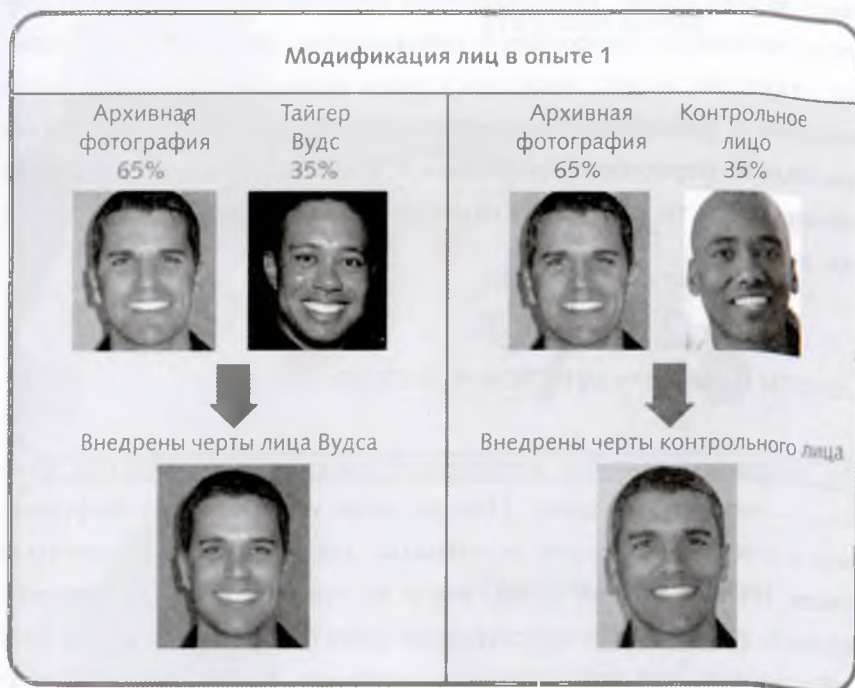 Модификация лиц в опыте 1
Архивная
фотография
65%
Тайгер
Вудс
35%
Архивная
фотография
65%
Контрольное
лицо
35%
Внедрены черты лица Вудса
Внедрены черты контрольного лица